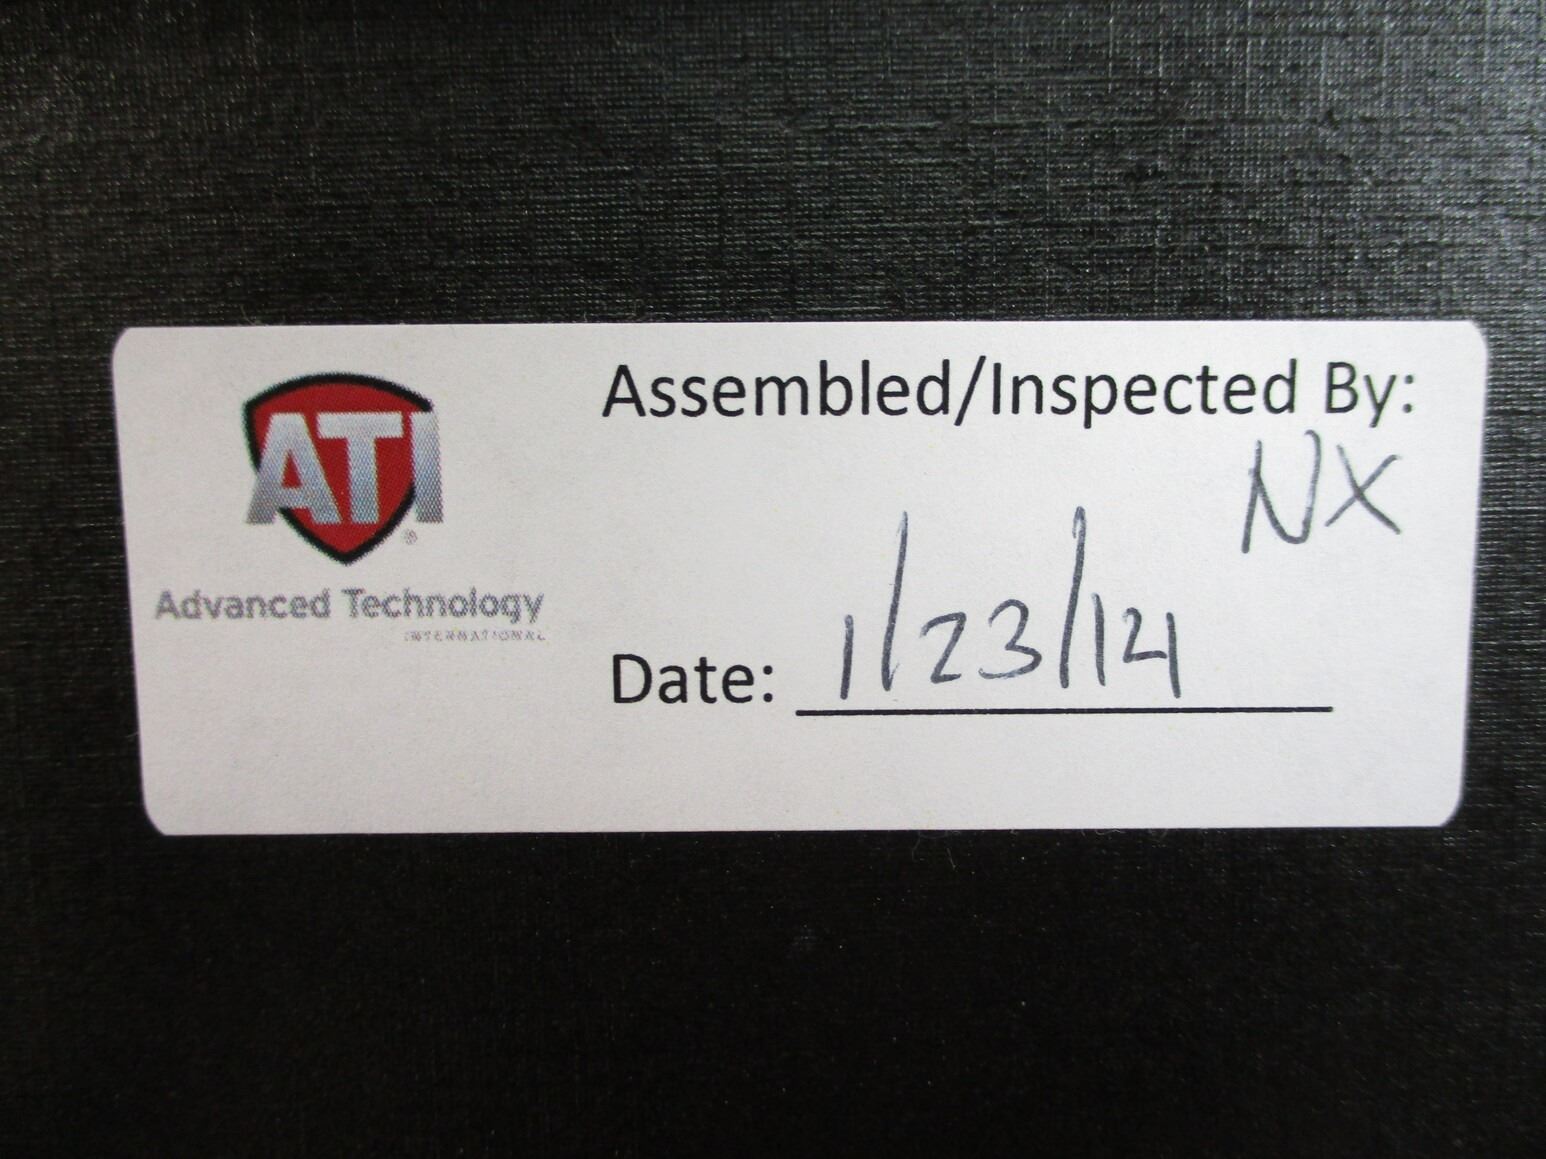 ATI
®
Advanced Technology
INTERNATIONAL
Assembled/Inspected By:
NX
Date: 1/23/14